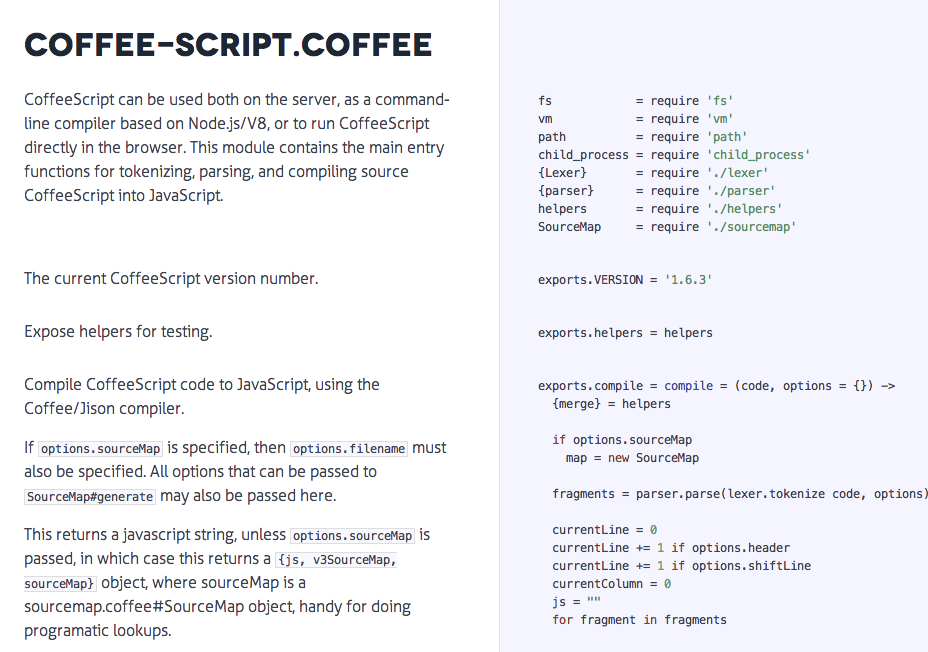 COFFEE-SCRIPT.COFFEE
CoffeeScript can be used both on the server, as a command-
line compiler based on Node.js/V8, or to run CoffeeScript
directly in the browser. This module contains the main entry
functions for tokenizing, parsing, and compiling source
CoffeeScript into JavaScript.
fs            = require 'fs'
vm            = require 'vm'
path          = require 'path'
child_process = require 'child_process'
{Lexer}       = require './lexer'
{parser}      = require './parser'
helpers       = require './helpers'
SourceMap     = require './sourcemap'
The current CoffeeScript version number.
exports.VERSION = '1.6.3'
Expose helpers for testing.
exports.helpers = helpers
Compile CoffeeScript code to JavaScript, using the
Coffee/Jison compiler.
If options.sourceMap is specified, then options.filename must
also be specified. All options that can be passed to
SourceMap#generate may also be passed here.
This returns a javascript string, unless options.sourceMap is
passed, in which case this returns a {js, v3SourceMap,
sourceMap} object, where sourceMap is a
sourcemap.coffee#SourceMap object, handy for doing
programatic lookups.
exports.compile = compile = (code, options = {}) ->
  {merge} = helpers
  if options.sourceMap
    map = new SourceMap
  fragments = parser.parse(lexer.tokenize code, options)
  currentLine = 0
  currentLine += 1 if options.header
  currentLine += 1 if options.shiftLine
  currentColumn = 0
  js = ""
  for fragment in fragments